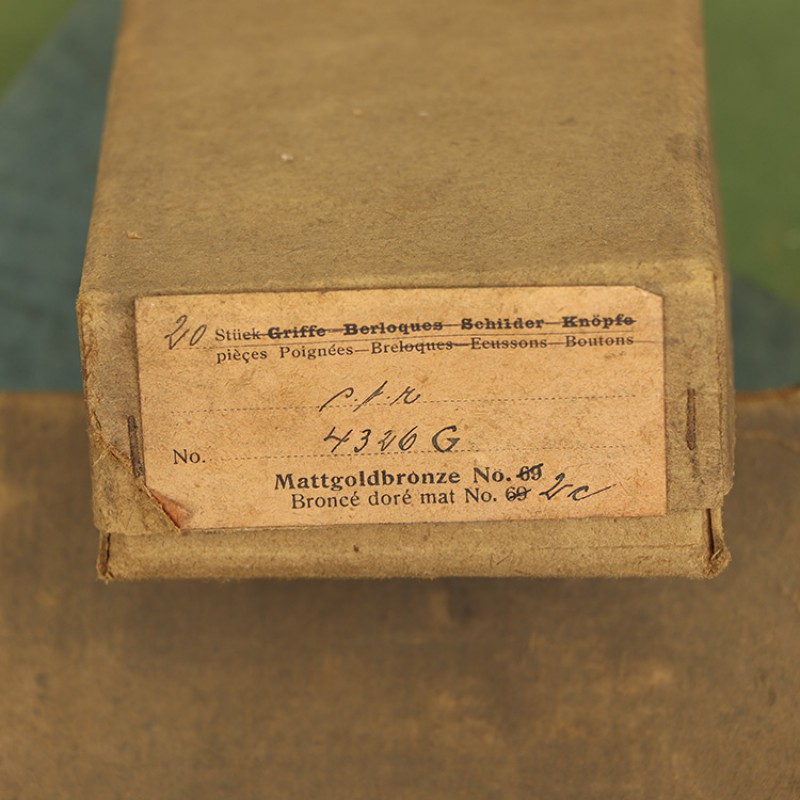 20 Stück Griffe Berloques Schilder Knöpfe
pièces Poignées Breloques Ecussons Boutons
No. 4326 G
Mattgoldbronze No. 69
Broncé doré mat No. 69 2c